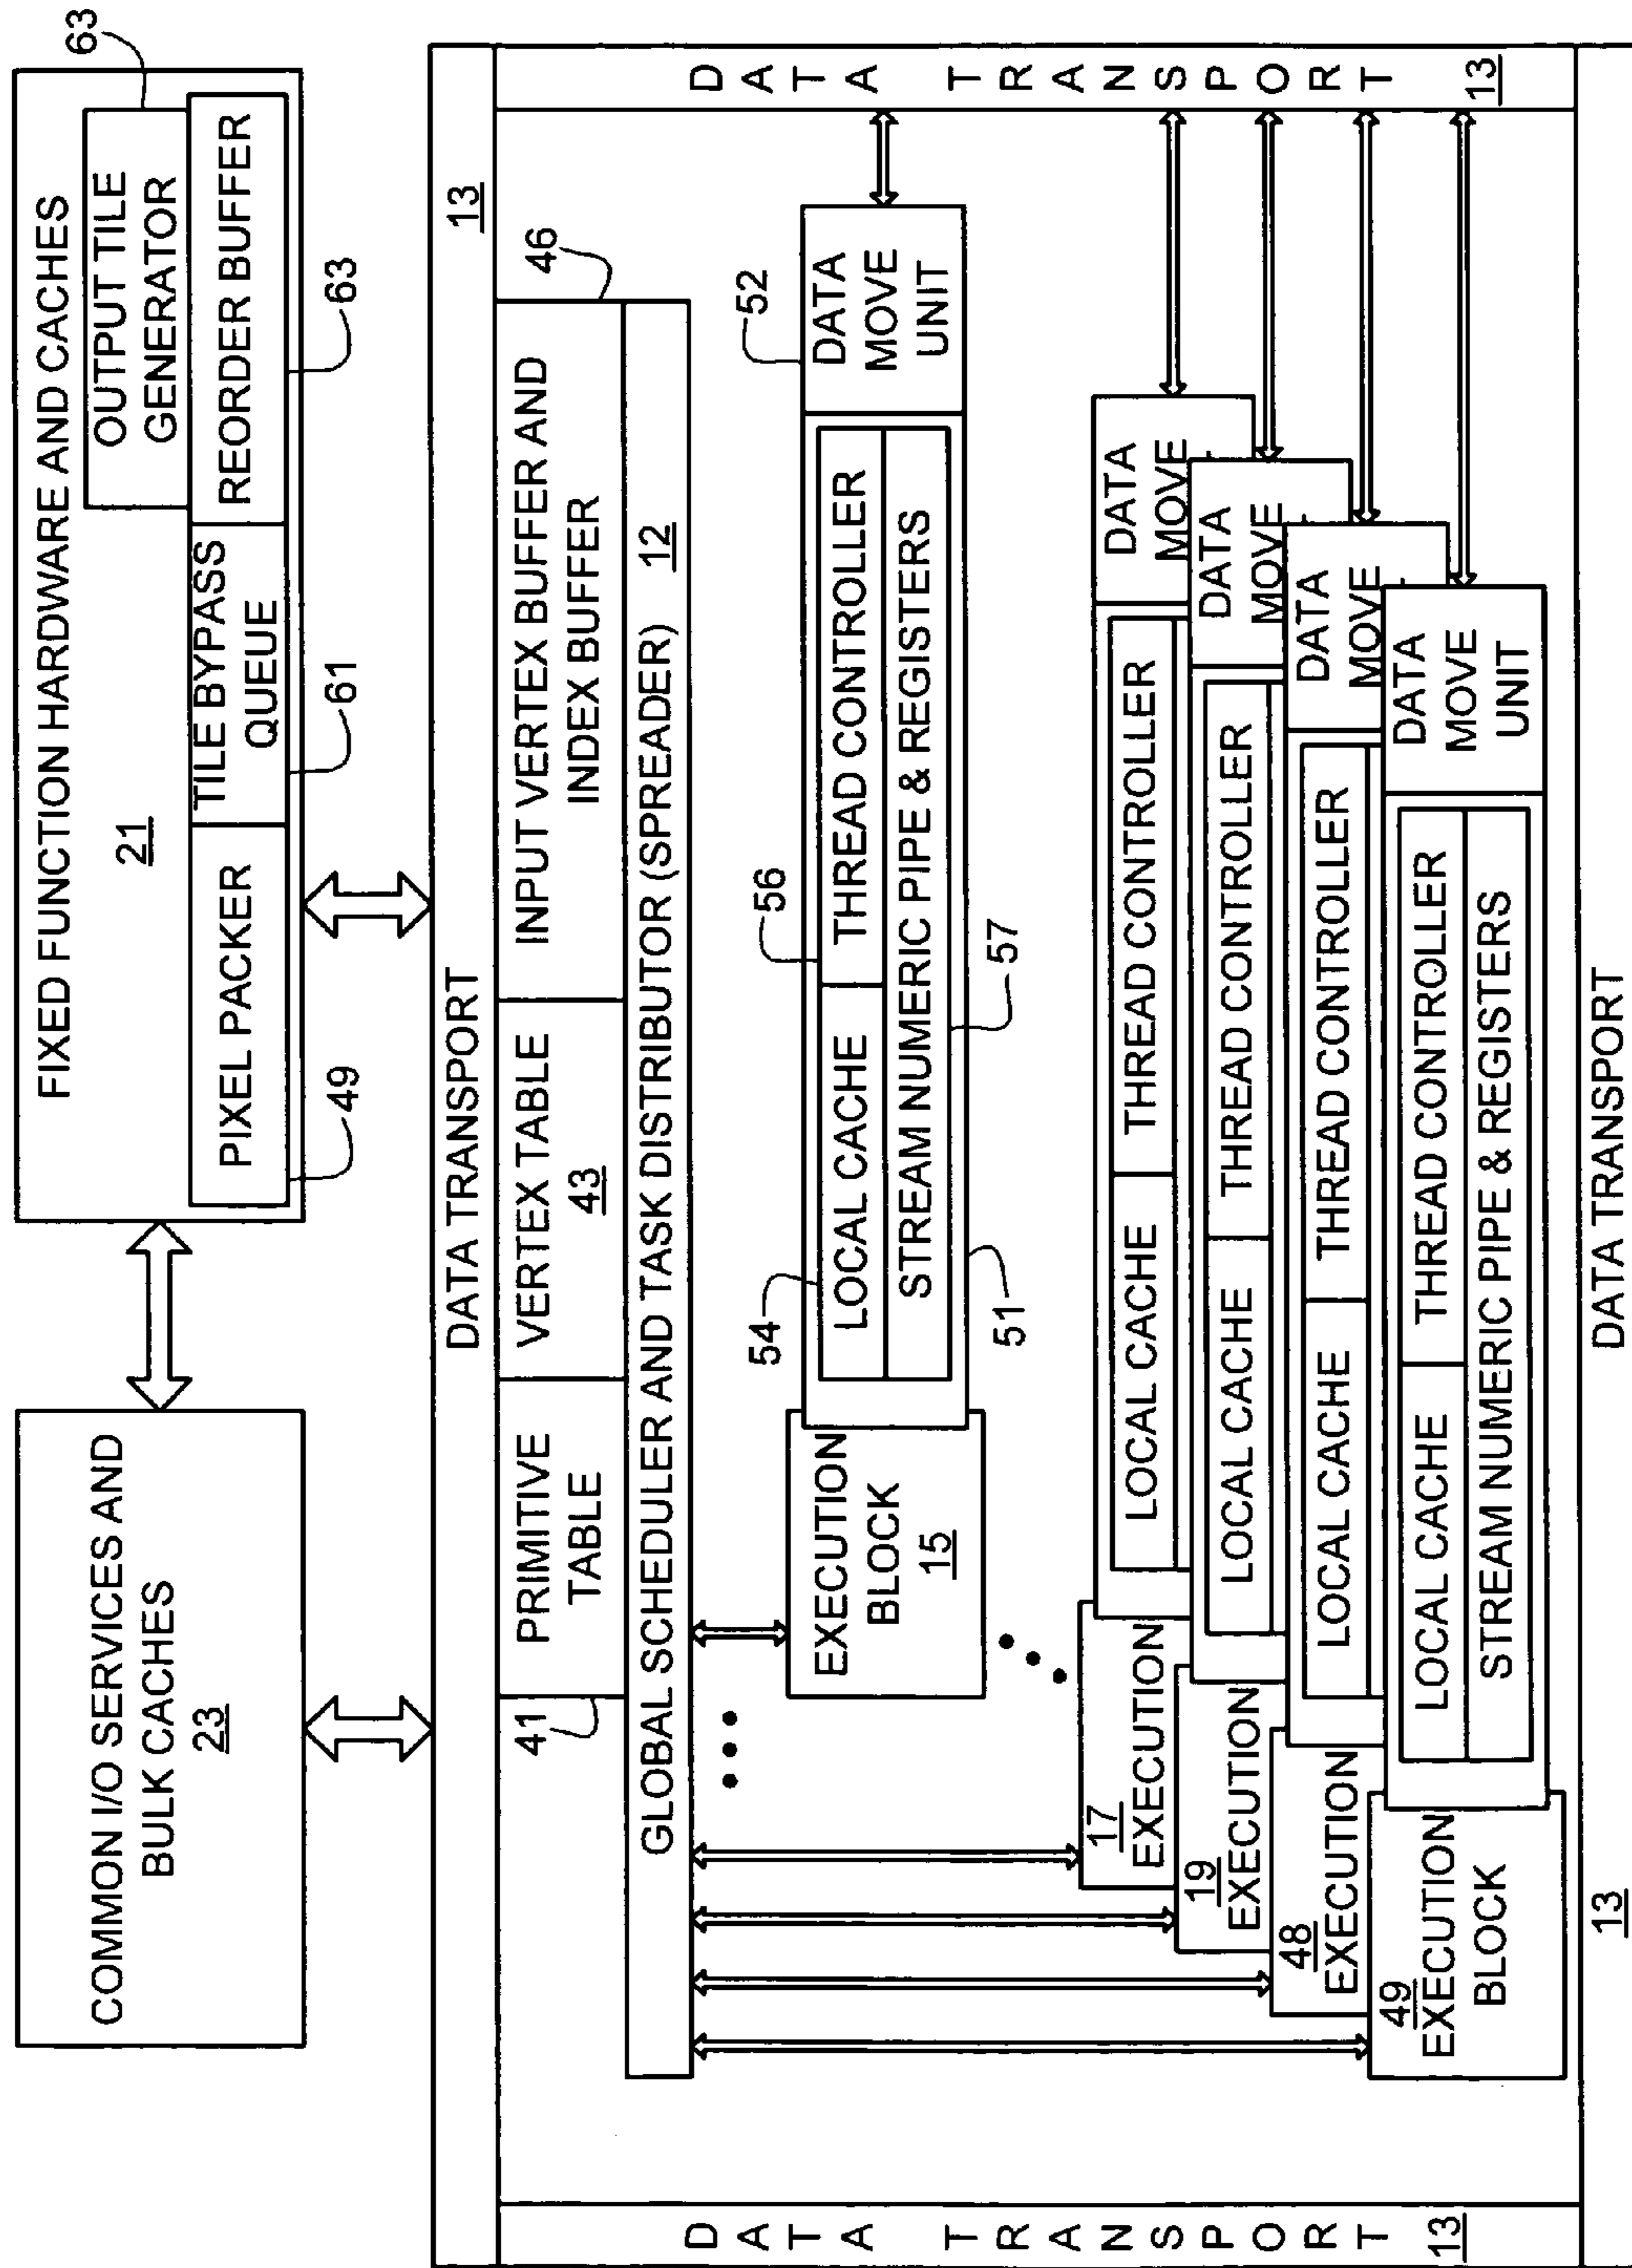 COMMON I/O SERVICES AND
BULK CACHES
23
FIXED FUNCTION HARDWARE AND CACHES
21
OUTPUT TILE
GENERATOR
63
PIXEL PACKER
TILE BYPASS
QUEUE
REORDER BUFFER
49
61
63
DATA TRANSPORT
13
PRIMITIVE
TABLE
41
VERTEX TABLE
43
INPUT VERTEX BUFFER AND
INDEX BUFFER
46
GLOBAL SCHEDULER AND TASK DISTRIBUTOR (SPREADER) 12
EXECUTION
BLOCK
15
54
LOCAL CACHE
56
THREAD CONTROLLER
STREAM NUMERIC PIPE & REGISTERS
51
57
52
DATA
MOVE
UNIT
17
EXECUTION
LOCAL CACHE
THREAD CONTROLLER
DATA
MOVE
19
EXECUTION
LOCAL CACHE
THREAD CONTROLLER
DATA
MOVE
48
EXECUTION
LOCAL CACHE
THREAD CONTROLLER
DATA
MOVE
49
EXECUTION
BLOCK
LOCAL CACHE
THREAD CONTROLLER
STREAM NUMERIC PIPE & REGISTERS
DATA
MOVE
UNIT
DATA TRANSPORT
13
DATA TRANSPORT
13
13
DATA TRANSPORT